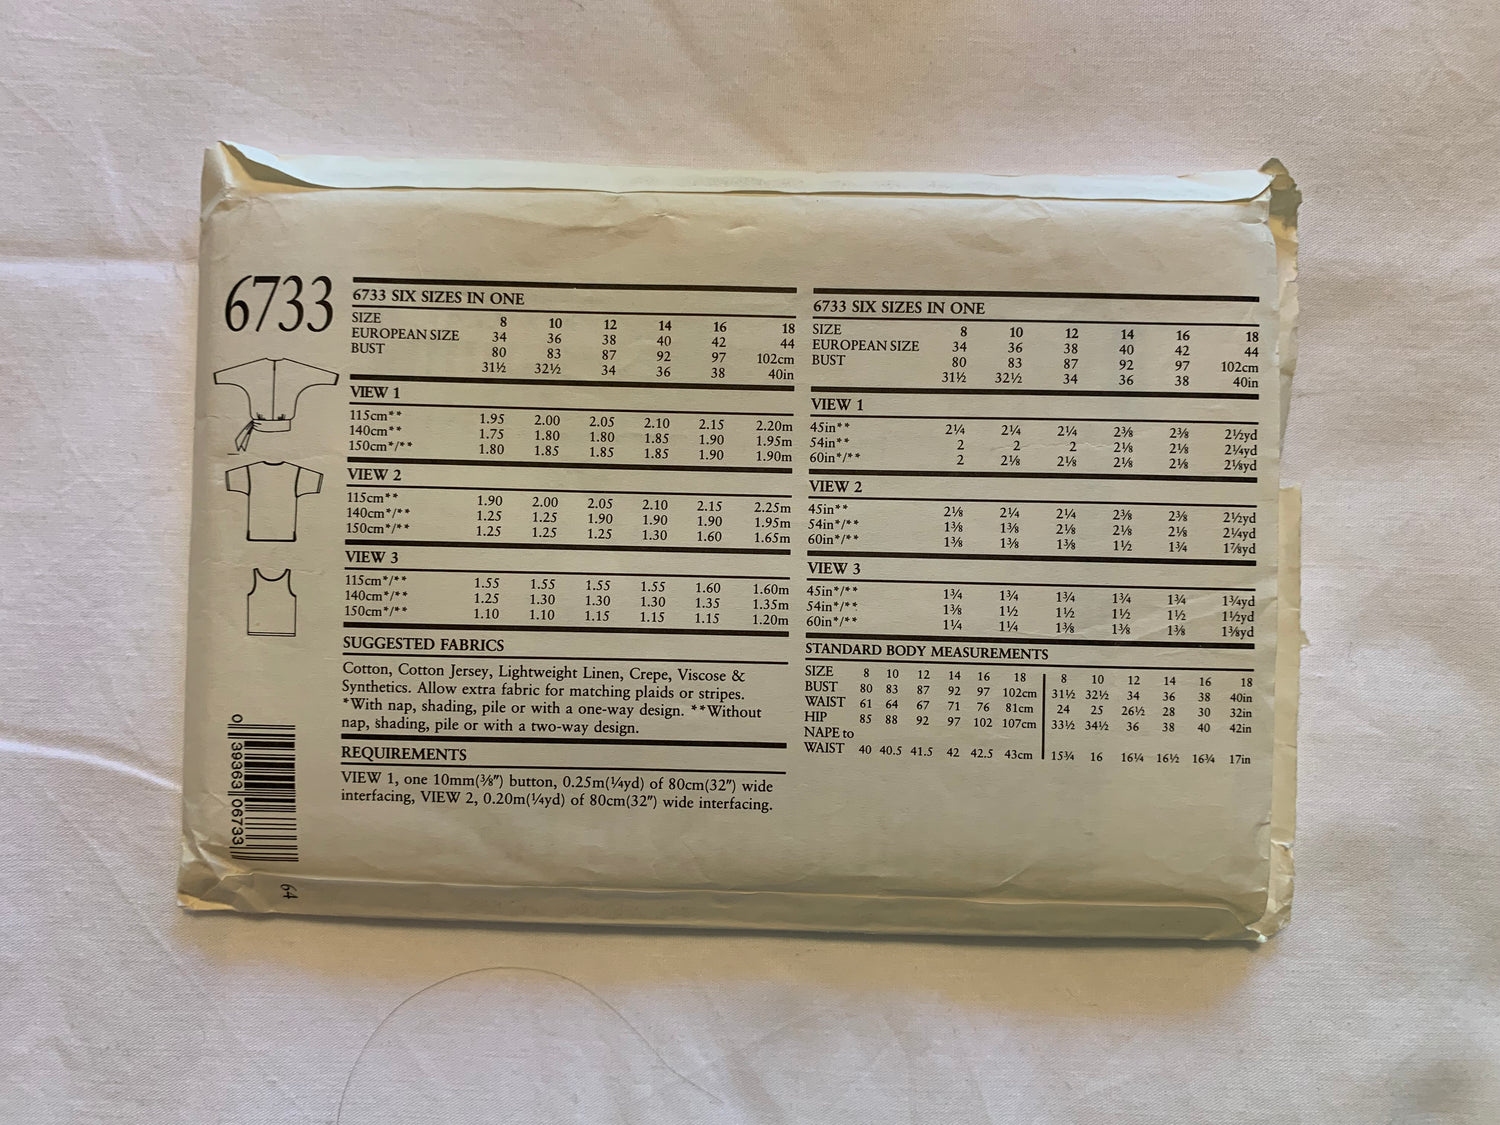 6733
6733 SIX SIZES IN ONE
SIZE 8 10 12 14 16 18
EUROPEAN SIZE 34 36 38 40 42 44
BUST 80 83 87 92 97 102cm
31½ 32½ 34 36 38 40in
VIEW 1
115cm** 1.95 2.00 2.05 2.10 2.15 2.20m
140cm** 1.75 1.80 1.80 1.85 1.90 1.95m
150cm*/** 1.80 1.85 1.85 1.85 1.90 1.90m
VIEW 2
115cm** 1.90 2.00 2.05 2.10 2.15 2.25m
140cm*/** 1.25 1.25 1.90 1.90 1.90 1.95m
150cm*/** 1.25 1.25 1.25 1.30 1.60 1.65m
VIEW 3
115cm*/** 1.55 1.55 1.55 1.55 1.60 1.60m
140cm*/** 1.25 1.30 1.30 1.30 1.35 1.35m
150cm*/** 1.10 1.10 1.15 1.15 1.15 1.20m
SUGGESTED FABRICS
Cotton, Cotton Jersey, Lightweight Linen, Crepe, Viscose &
Synthetics. Allow extra fabric for matching plaids or stripes.
*With nap, shading, pile or with a one-way design. **Without
nap, shading, pile or with a two-way design.
REQUIREMENTS
VIEW 1, one 10mm(⅜") button, 0.25m(¼yd) of 80cm(32") wide
interfacing, VIEW 2, 0.20m(¼yd) of 80cm(32") wide interfacing.
6733 SIX SIZES IN ONE
SIZE 8 10 12 14 16 18
EUROPEAN SIZE 34 36 38 40 42 44
BUST 80 83 87 92 97 102cm
31½ 32½ 34 36 38 40in
VIEW 1
45in** 2¼ 2¼ 2¼ 2⅜ 2⅜ 2½yd
54in** 2 2 2 2⅛ 2⅛ 2¼yd
60in*/** 2 2⅛ 2⅛ 2⅛ 2⅛ 2⅛yd
VIEW 2
45in** 2⅛ 2¼ 2¼ 2⅜ 2⅜ 2½yd
54in*/** 1⅜ 1⅜ 2⅛ 2⅛ 2⅛ 2¼yd
60in*/** 1⅜ 1⅜ 1⅜ 1½ 1¾ 1⅞yd
VIEW 3
45in*/** 1¾ 1¾ 1¾ 1¾ 1¾ 1¾yd
54in*/** 1⅜ 1½ 1½ 1½ 1½ 1½yd
60in*/** 1¼ 1¼ 1⅜ 1⅜ 1⅜ 1⅜yd
STANDARD BODY MEASUREMENTS
SIZE 8 10 12 14 16 18 8 10 12 14 16 18
BUST 80 83 87 92 97 102cm 31½ 32½ 34 36 38 40in
WAIST 61 64 67 71 76 81cm 24 25 26½ 28 30 32in
HIP 85 88 92 97 102 107cm 33½ 34½ 36 38 40 42in
NAPE to
WAIST 40 40.5 41.5 42 42.5 43cm 15¾ 16 16¼ 16½ 16¾ 17in
0 39363 06733
64